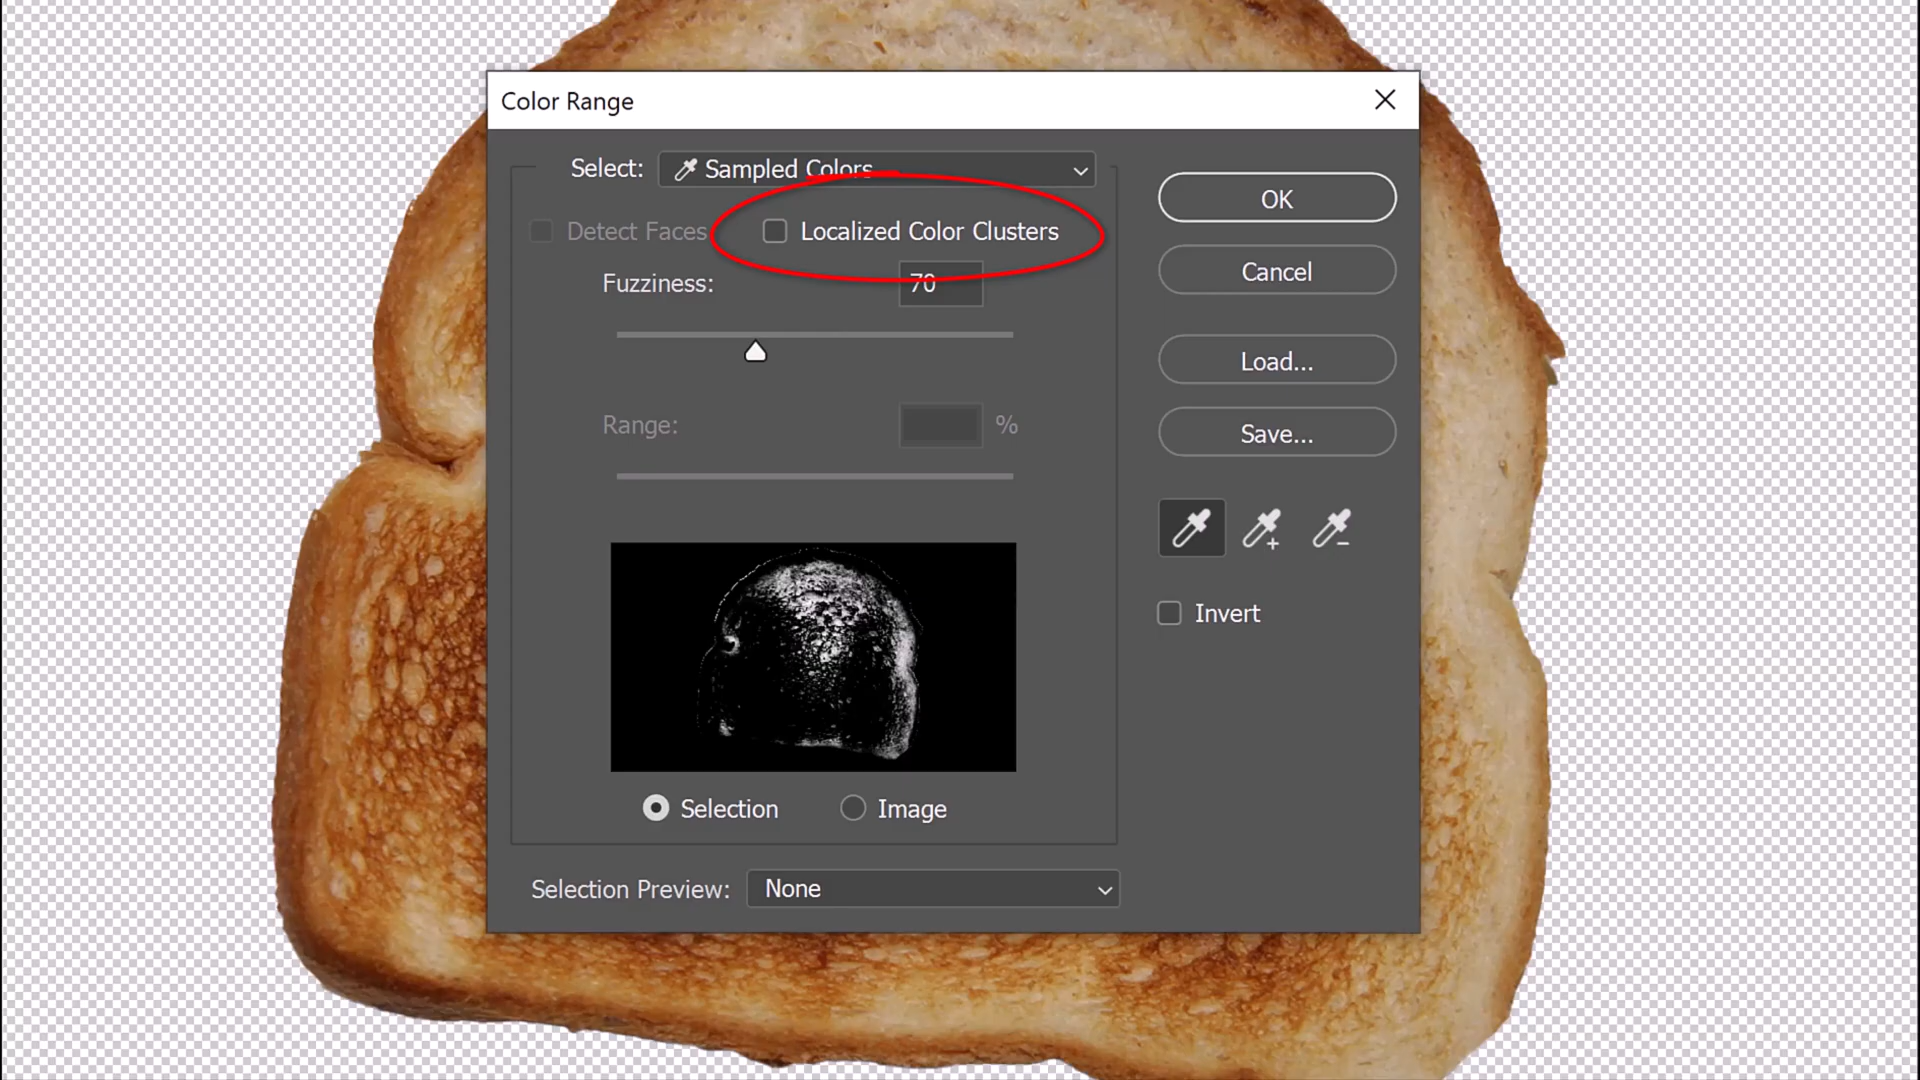 Color Range
Select: Sampled Colors
Detect Faces Localized Color Clusters
Fuzziness: 70
Range: %
Selection Image
Selection Preview: None
OK
Cancel
Load...
Save...
Invert